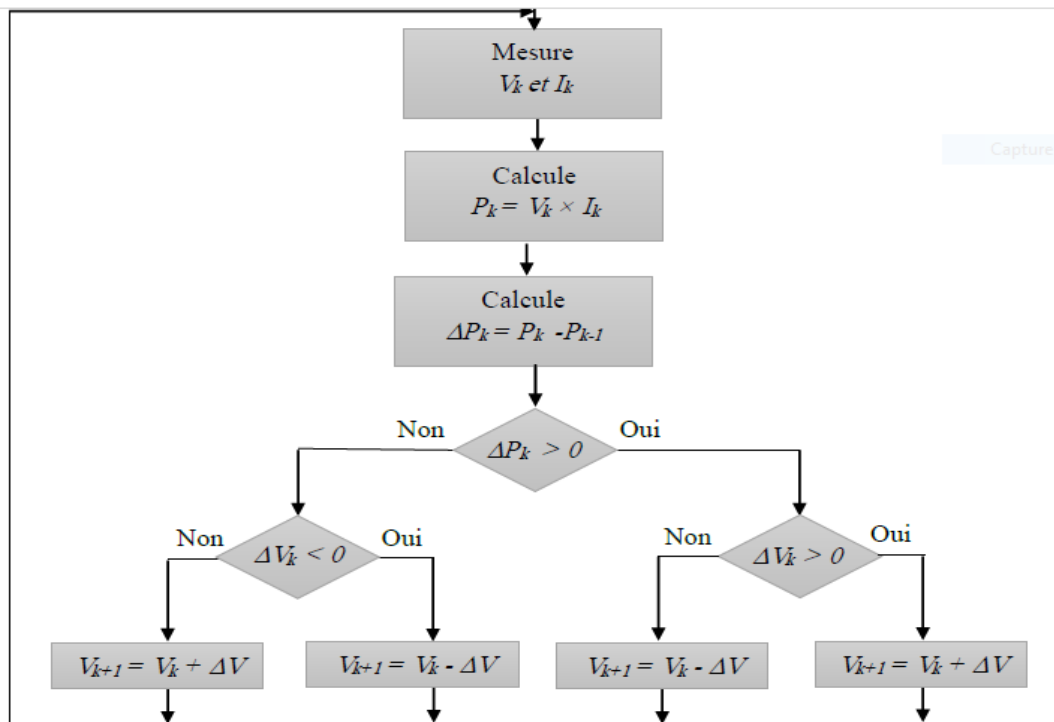 Mesure
Vk et Ik
Capture
Calcule
Pk = Vk × Ik
Calcule
ΔPk = Pk -Pk-1
Non
Oui
ΔPk > 0
Non
Oui
Non
Oui
ΔVk < 0
ΔVk > 0
Vk+1 = Vk + ΔV
Vk+1 = Vk - ΔV
Vk+1 = Vk - ΔV
Vk+1 = Vk + ΔV